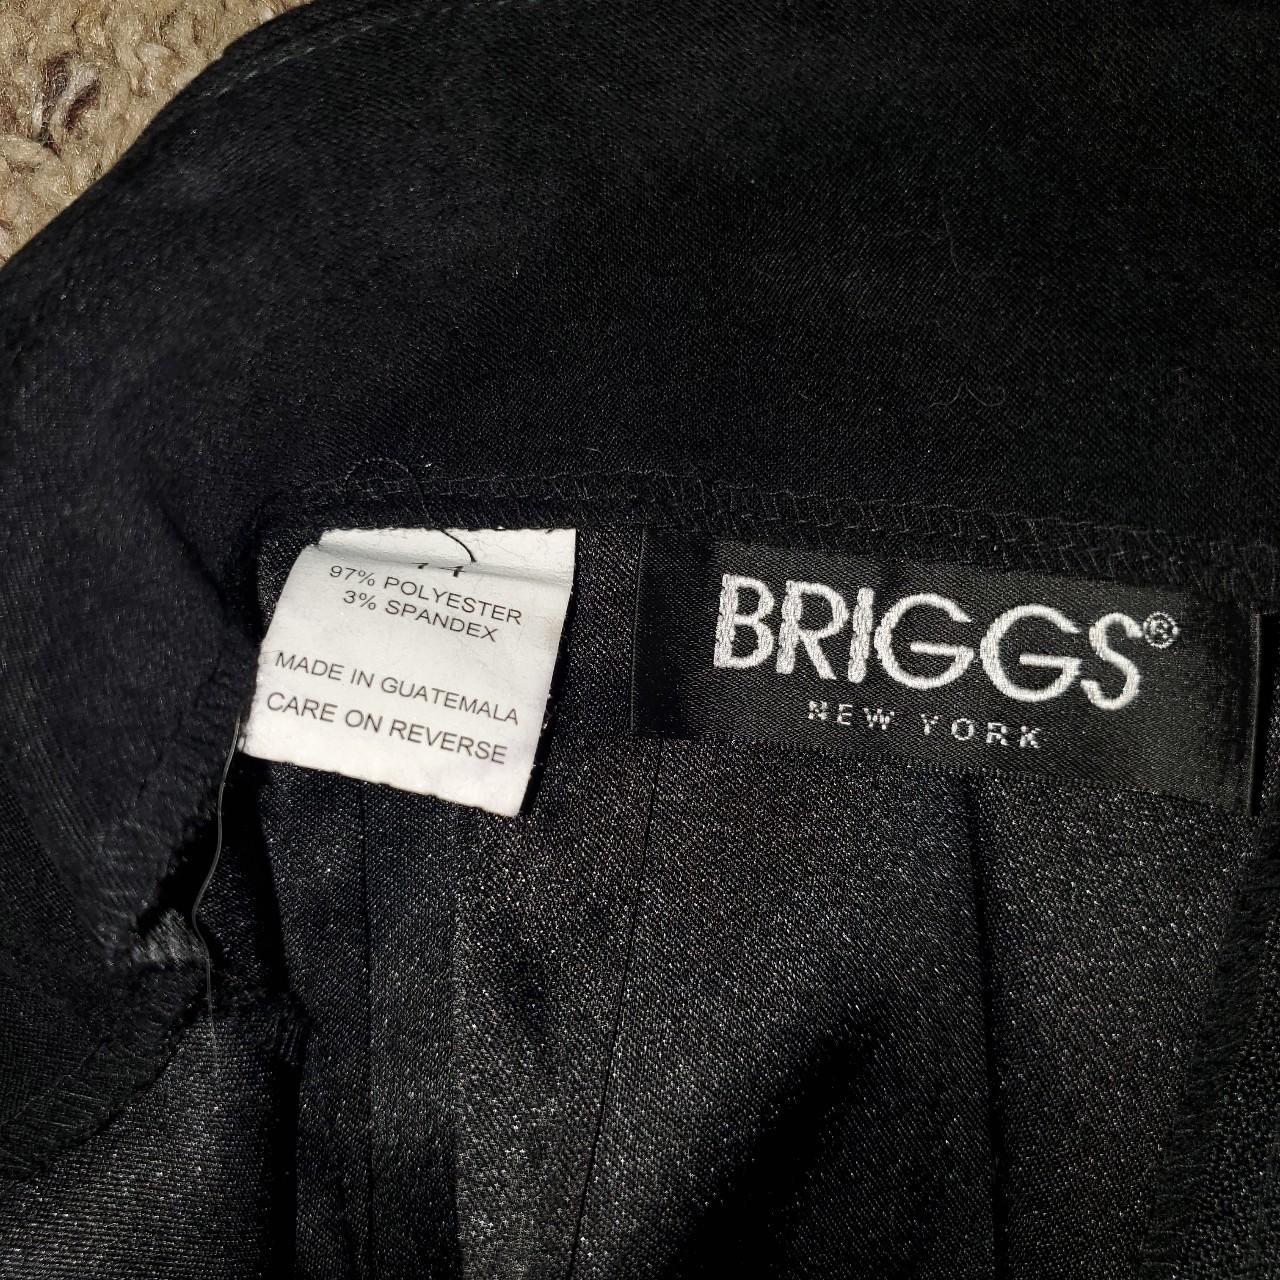 97% POLYESTER
3% SPANDEX
MADE IN GUATEMALA
CARE ON REVERSE
BRIGGS®
NEW YORK